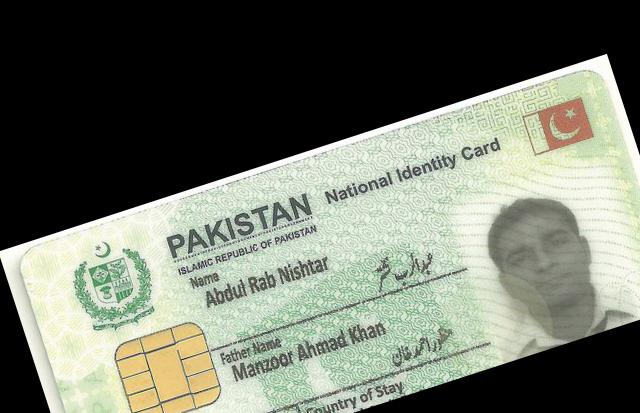 PAKISTAN National Identity Card
ISLAMIC REPUBLIC OF PAKISTAN
Name
Abdul Rab Nishtar
عبدالرب نشتر
Father Name
Manzoor Ahmad Khan
منظور احمد خان
Country of Stay